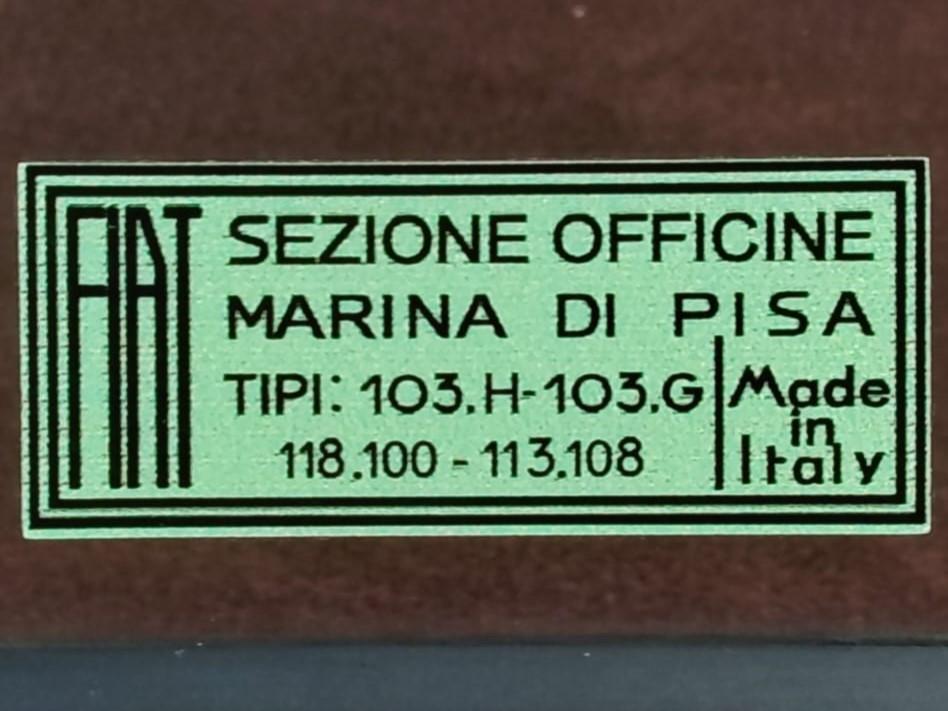 FIAT
SEZIONE OFFICINE
MARINA DI PISA
TIPI: 103.H-103.G
118.100 - 113.108
Made
in
Italy